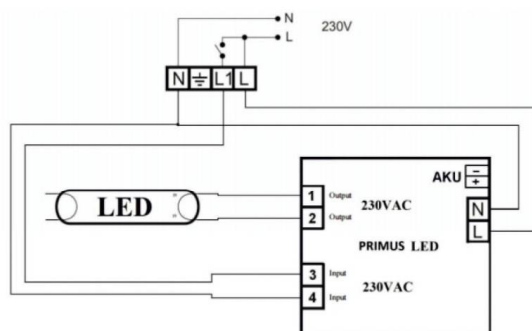 N
L 230V
N ⏚ L1 L
AKU - +
1 Output 230VAC
2 Output
N
L
LED
PRIMUS LED
3 Input 230VAC
4 Input